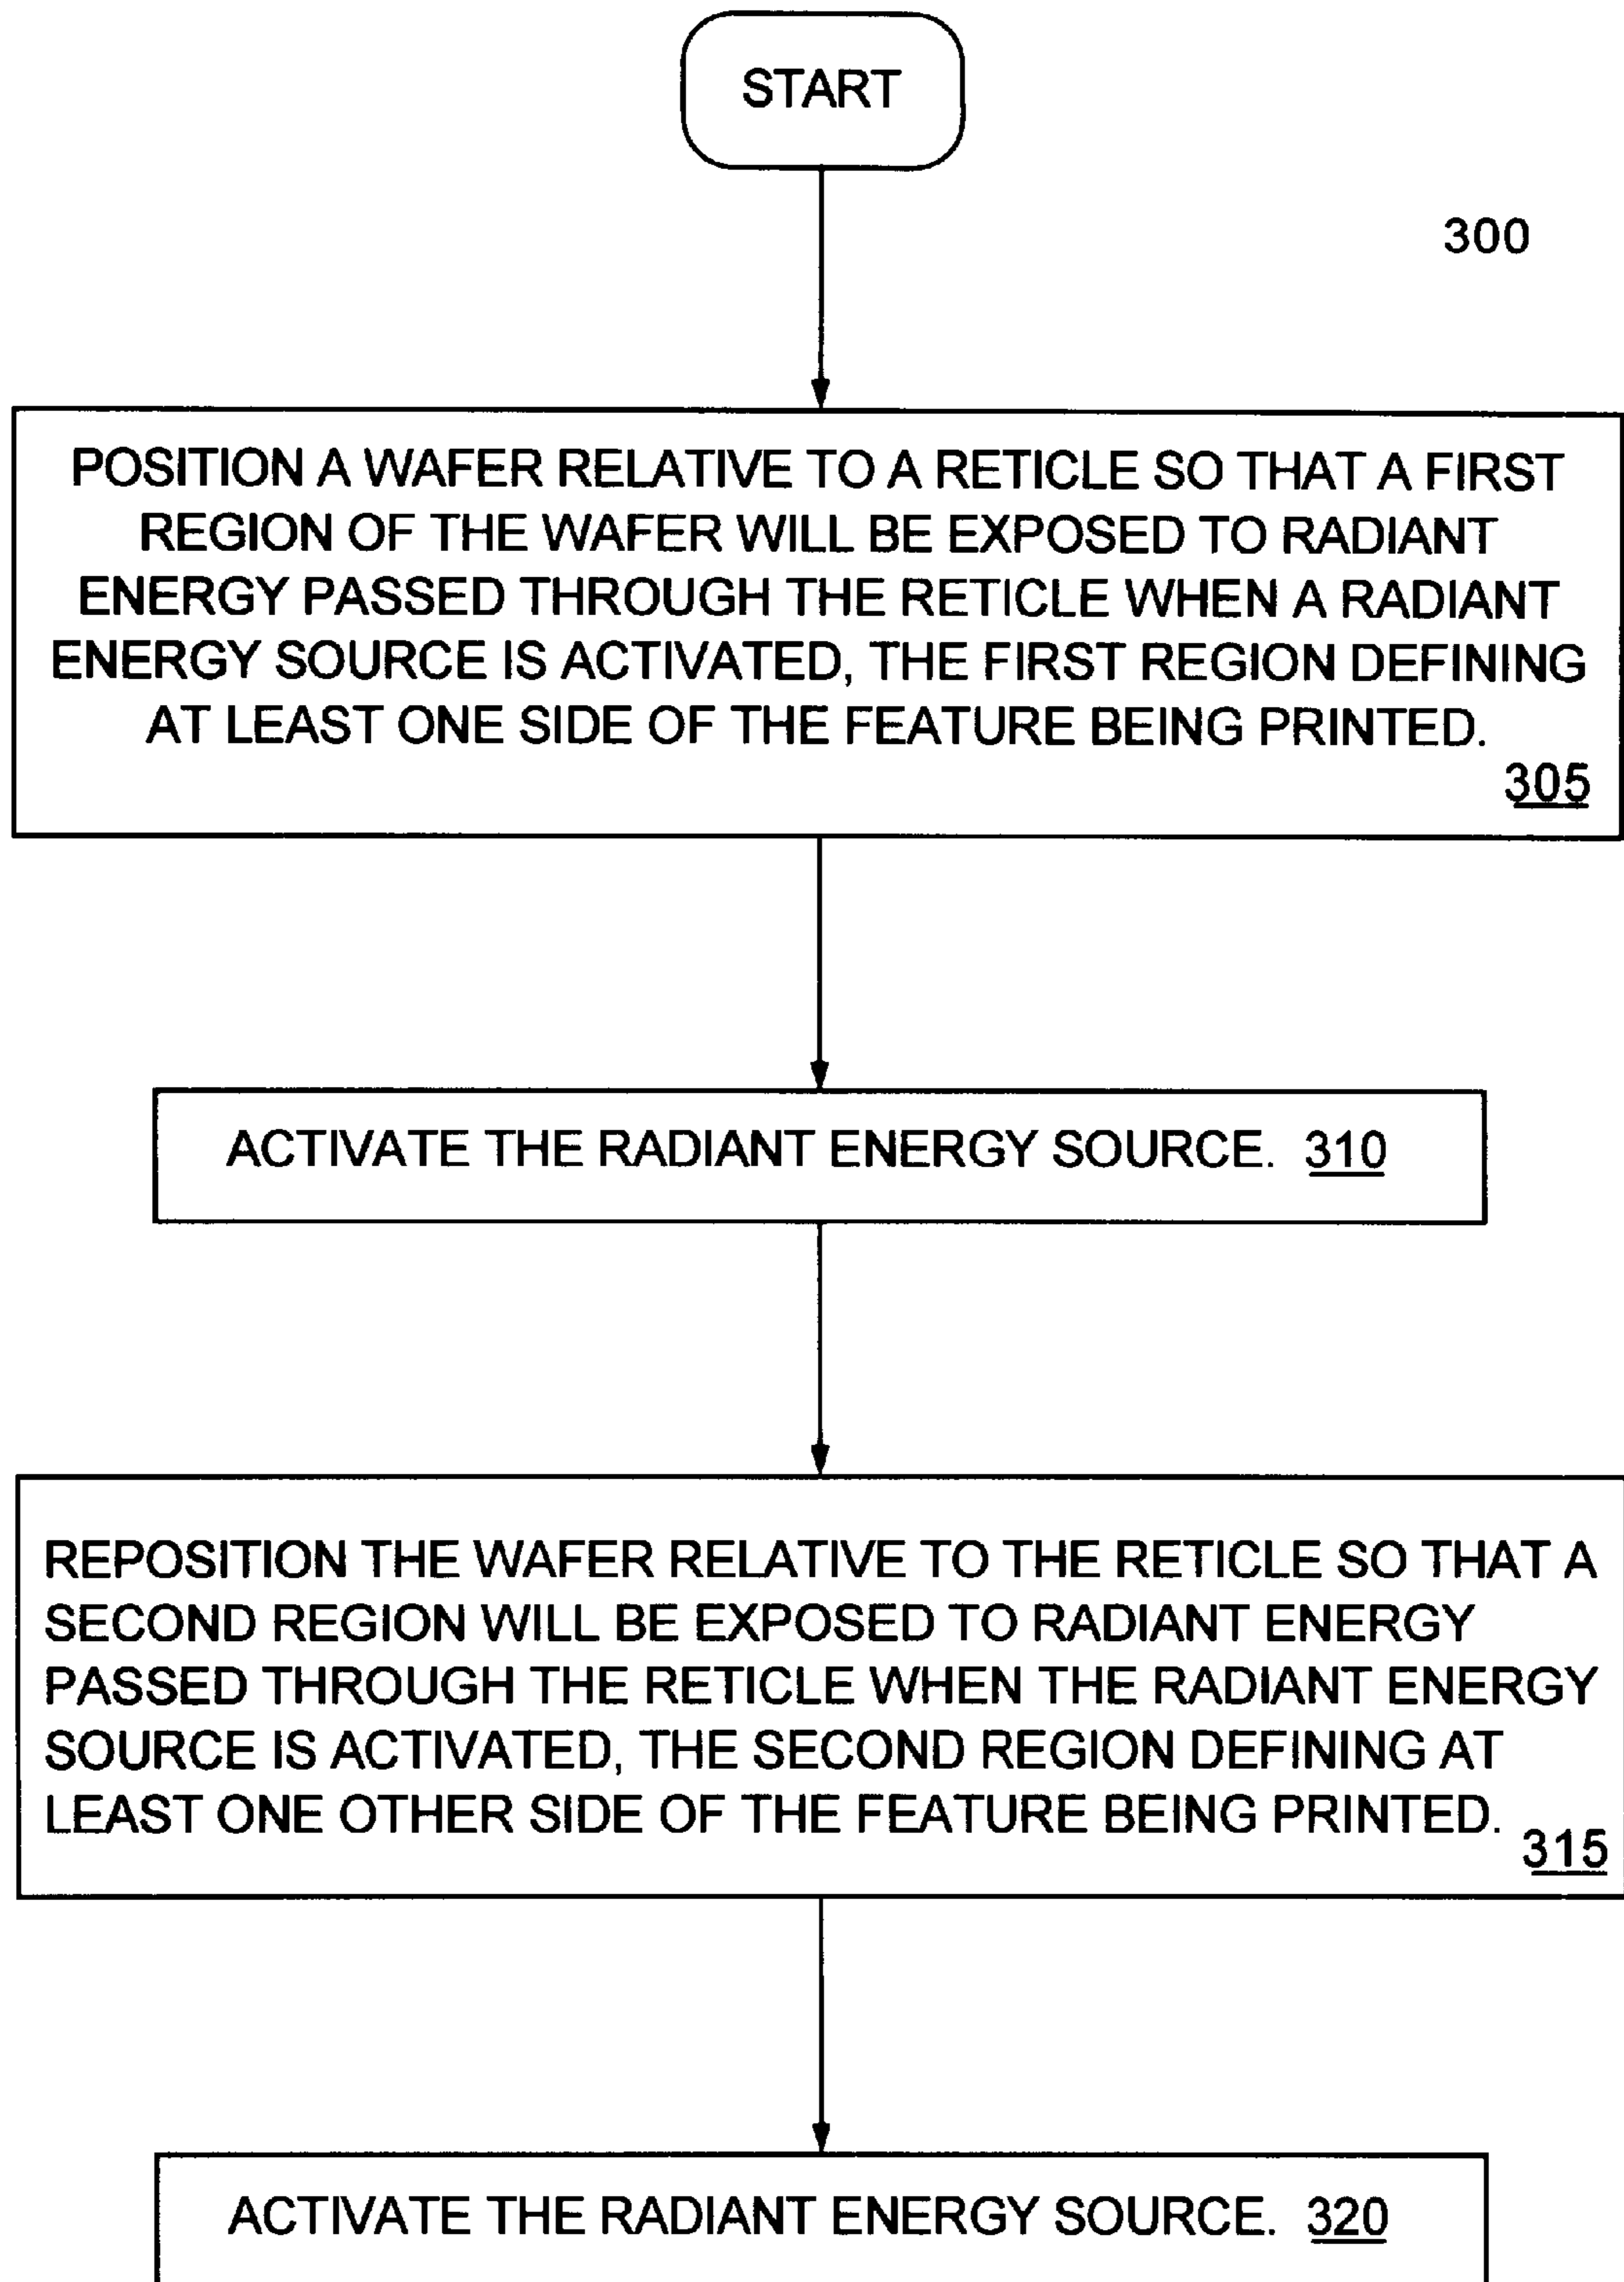 START
300
POSITION A WAFER RELATIVE TO A RETICLE SO THAT A FIRST
REGION OF THE WAFER WILL BE EXPOSED TO RADIANT
ENERGY PASSED THROUGH THE RETICLE WHEN A RADIANT
ENERGY SOURCE IS ACTIVATED, THE FIRST REGION DEFINING
AT LEAST ONE SIDE OF THE FEATURE BEING PRINTED.
305
ACTIVATE THE RADIANT ENERGY SOURCE. 310
REPOSITION THE WAFER RELATIVE TO THE RETICLE SO THAT A
SECOND REGION WILL BE EXPOSED TO RADIANT ENERGY
PASSED THROUGH THE RETICLE WHEN THE RADIANT ENERGY
SOURCE IS ACTIVATED, THE SECOND REGION DEFINING AT
LEAST ONE OTHER SIDE OF THE FEATURE BEING PRINTED.
315
ACTIVATE THE RADIANT ENERGY SOURCE. 320